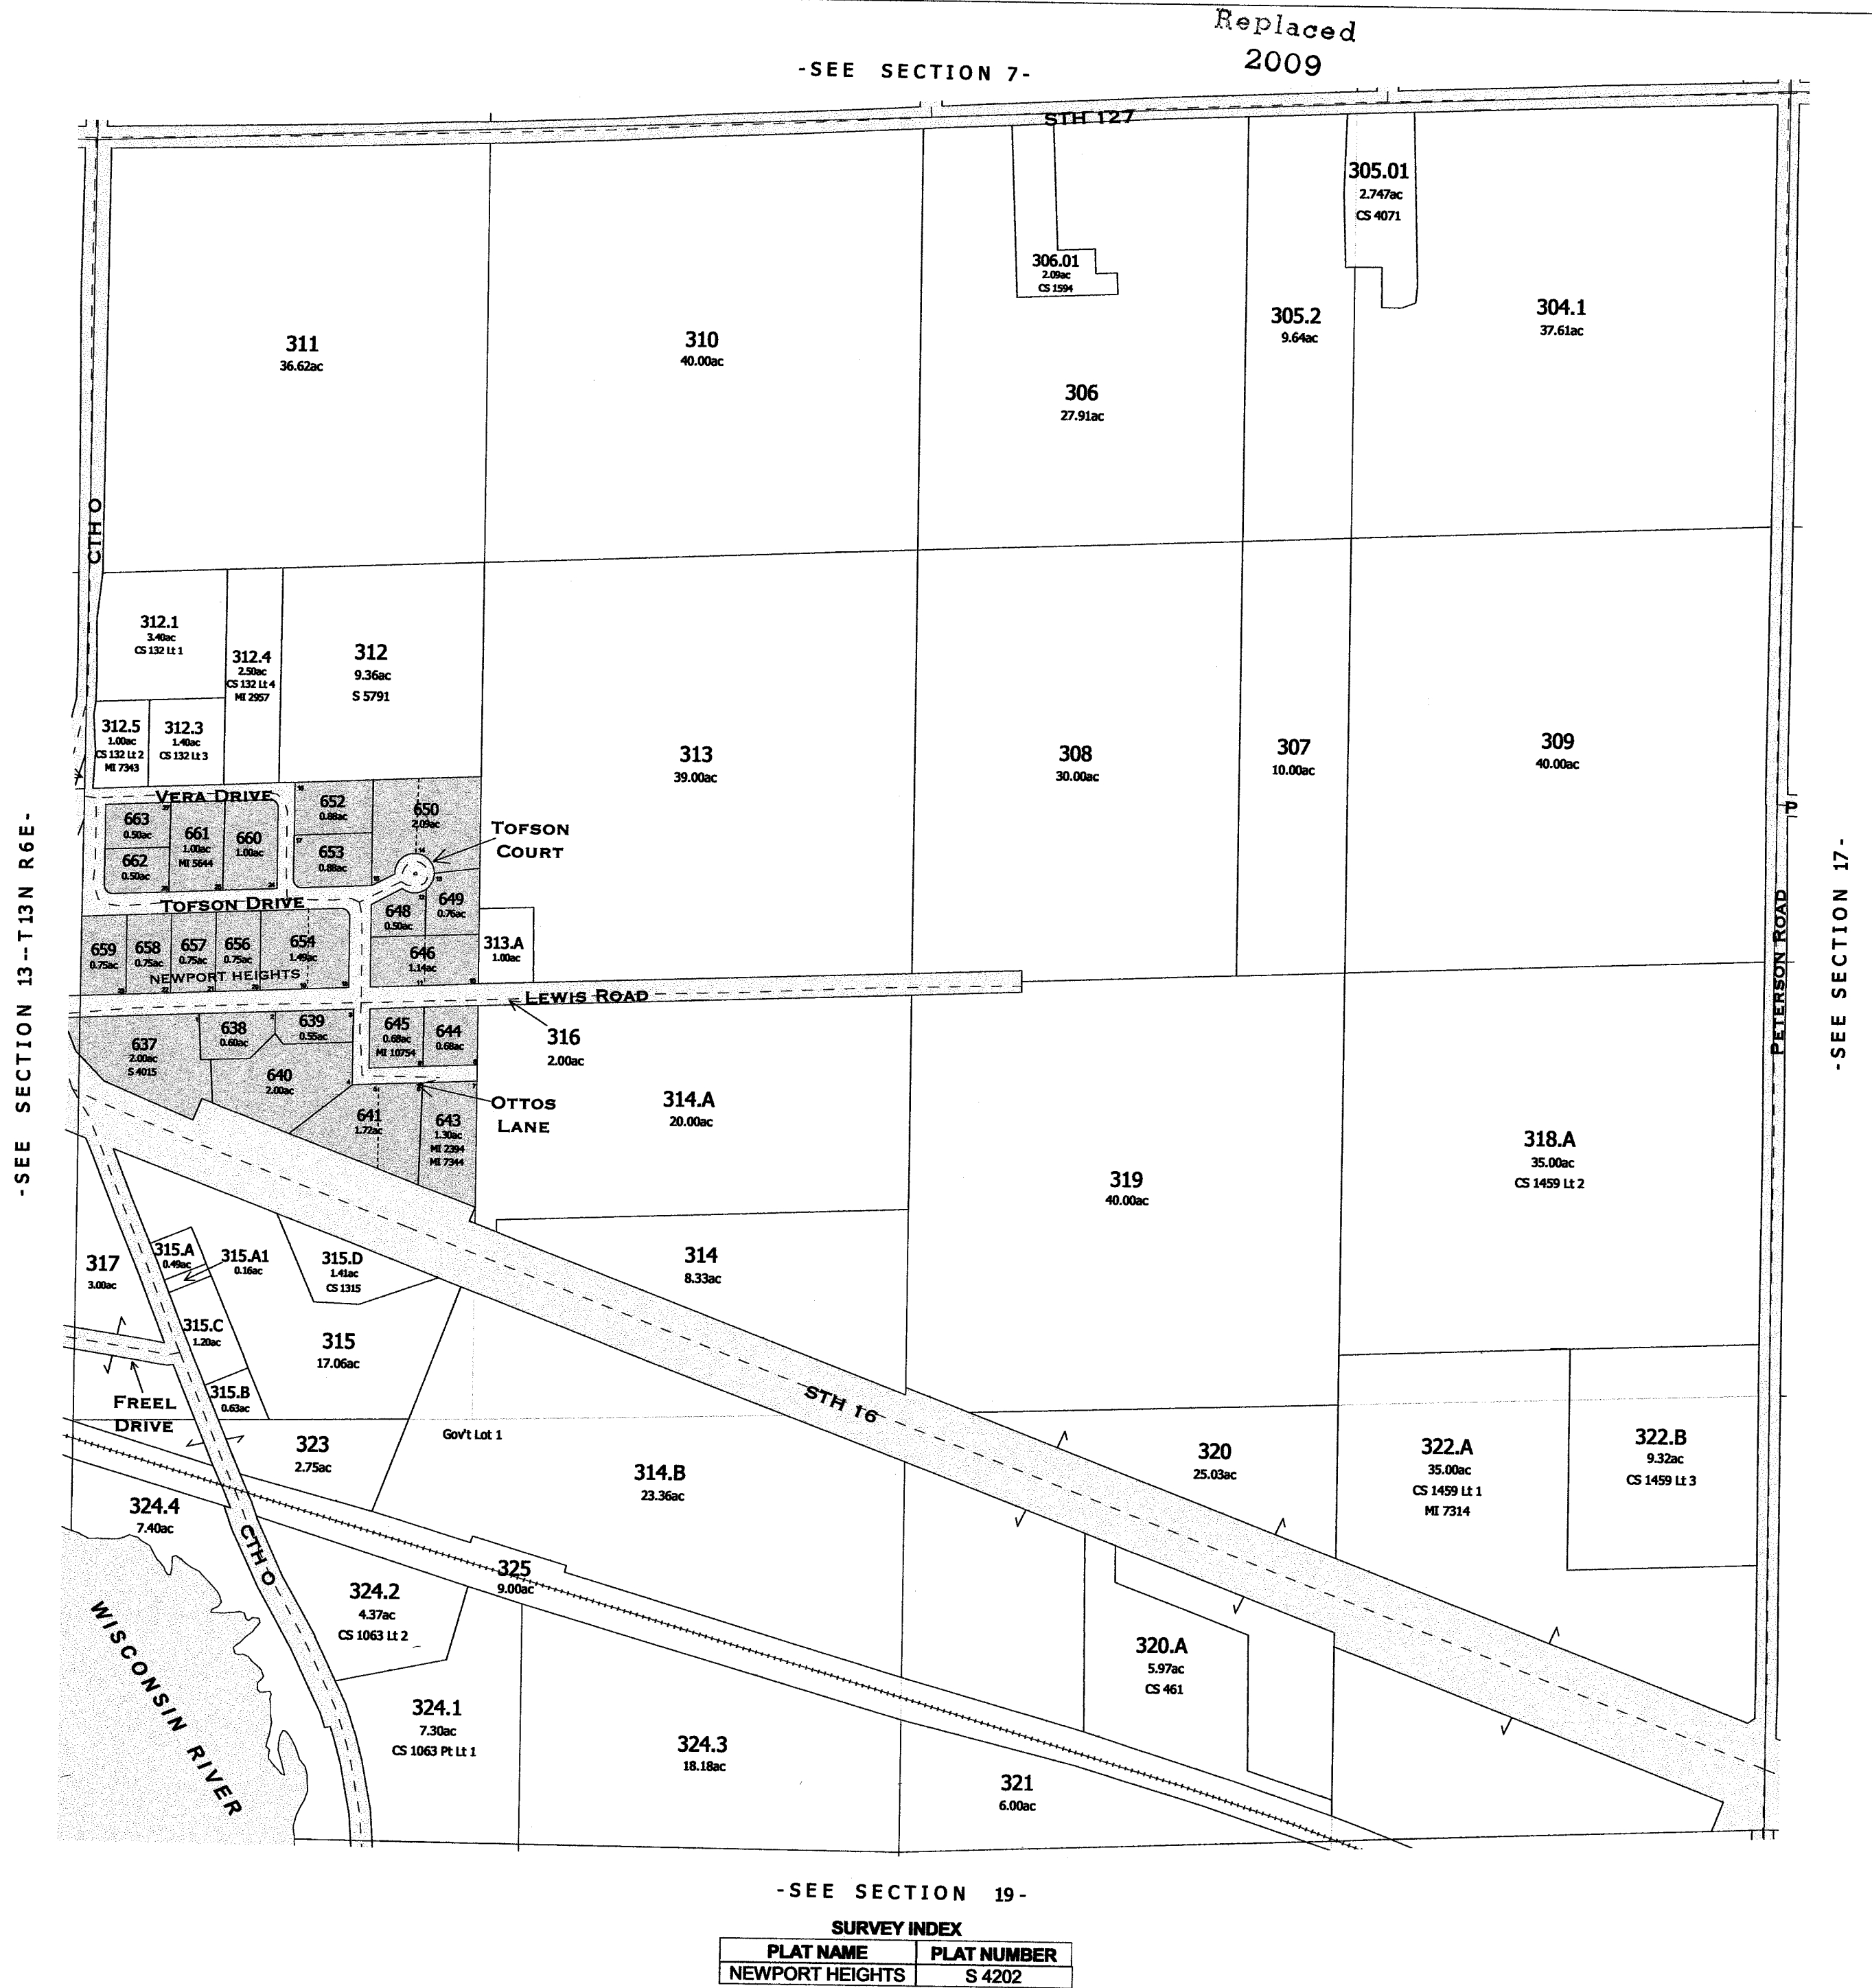 Replaced
2009
-SEE SECTION 7-
STH 127
305.01
2.747ac
CS 4071
306.01
2.09ac
CS 1594
311
36.62ac
310
40.00ac
306
27.91ac
305.2
9.64ac
304.1
37.61ac
CTH O
312.1
3.40ac
CS 132 Lt 1
312.4
2.50ac
CS 132 Lt 4
MI 2957
312
9.36ac
S 5791
312.5
1.00ac
CS 132 Lt 2
MI 7343
312.3
1.40ac
CS 132 Lt 3
313
39.00ac
308
30.00ac
307
10.00ac
309
40.00ac
P
VERA DRIVE
663
0.50ac
662
0.50ac
661
1.00ac
MI 5644
660
1.00ac
652
0.88ac
653
0.88ac
650
2.09ac
TOFSON
COURT
TOFSON DRIVE
648
0.50ac
649
0.76ac
646
1.14ac
313.A
1.00ac
659
0.75ac
658
0.75ac
657
0.75ac
656
0.75ac
654
1.49ac
NEWPORT HEIGHTS
LEWIS ROAD
316
2.00ac
637
2.00ac
S 4015
638
0.60ac
639
0.55ac
640
2.00ac
645
0.68ac
MI 10754
644
0.68ac
641
1.72ac
643
1.30ac
MI 2394
MI 7344
OTTOS
LANE
314.A
20.00ac
319
40.00ac
318.A
35.00ac
CS 1459 Lt 2
PETERSON ROAD
-SEE SECTION 13--T13N R6E-
-SEE SECTION 17-
317
3.00ac
315.A
0.49ac
315.A1
0.16ac
315.D
1.41ac
CS 1315
315.C
1.20ac
315
17.06ac
315.B
0.63ac
314
8.33ac
FREEL
DRIVE
STH 16
323
2.75ac
Gov't Lot 1
314.B
23.36ac
320
25.03ac
322.A
35.00ac
CS 1459 Lt 1
MI 7314
322.B
9.32ac
CS 1459 Lt 3
324.4
7.40ac
CTH O
325
9.00ac
324.2
4.37ac
CS 1063 Lt 2
324.1
7.30ac
CS 1063 Pt Lt 1
324.3
18.18ac
320.A
5.97ac
CS 461
321
6.00ac
WISCONSIN RIVER
-SEE SECTION 19-
SURVEY INDEX
PLAT NAME PLAT NUMBER
NEWPORT HEIGHTS S 4202